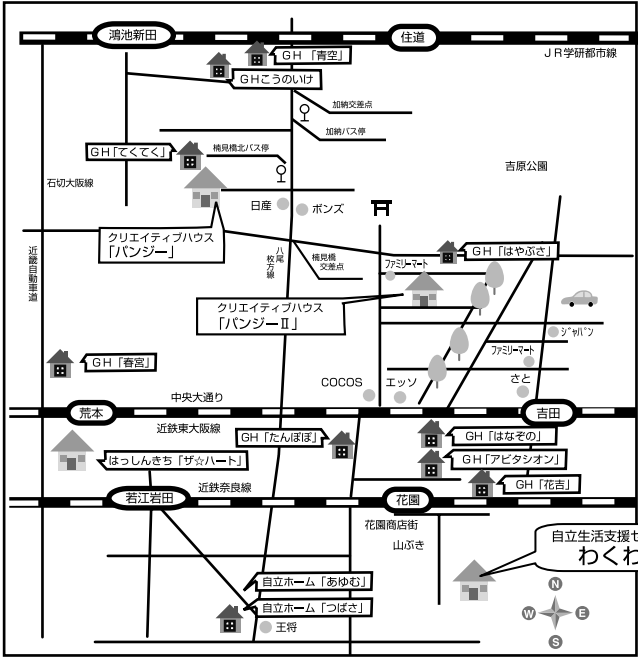 鴻池新田
住道
JR学研都市線
GH「青空」
GHこうのいけ
加納交差点
加納バス停
GH「てくてく」
楠見橋北バス停
吉原公園
石切大阪線
日産
ボンズ
クリエイティブハウス
「パンジー」
近畿自動車道
八尾
枚方線
楠見橋
交差点
GH「はやぶさ」
ファミリーマート
クリエイティブハウス
「パンジーⅡ」
ジャパン
ファミリーマート
GH「春宮」
COCOS
エッソ
さと
中央大通り
荒本
吉田
近鉄東大阪線
GH「たんぽぽ」
GH「はなぞの」
はっしんきち「ザ☆ハート」
GH「アビタシオン」
GH「花吉」
近鉄奈良線
若江岩田
花園
花園商店街
山ぶき
自立生活支援セ
わくわ
自立ホーム「あゆむ」
自立ホーム「つばさ」
王将
N
W
E
S